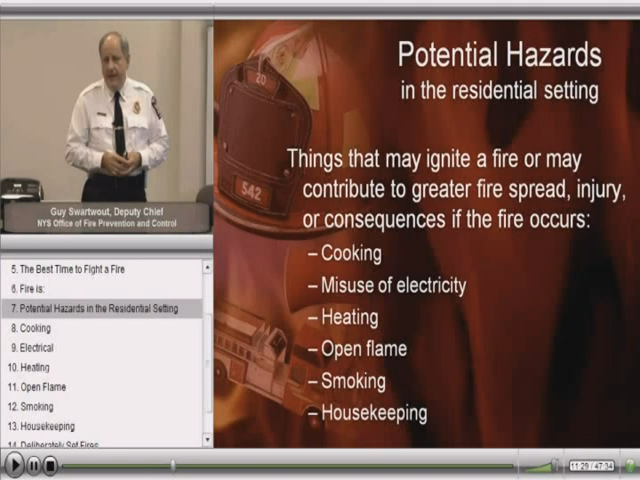 Potential Hazards
in the residential setting
20
542
Things that may ignite a fire or may
contribute to greater fire spread, injury,
or consequences if the fire occurs:
– Cooking
– Misuse of electricity
– Heating
– Open flame
– Smoking
– Housekeeping
Guy Swartwout, Deputy Chief
NYS Office of Fire Prevention and Control
5. The Best Time to Fight a Fire
6. Fire is:
7. Potential Hazards in the Residential Setting
8. Cooking
9. Electrical
10. Heating
11. Open Flame
12. Smoking
13. Housekeeping
14. Deliberately Set Fires